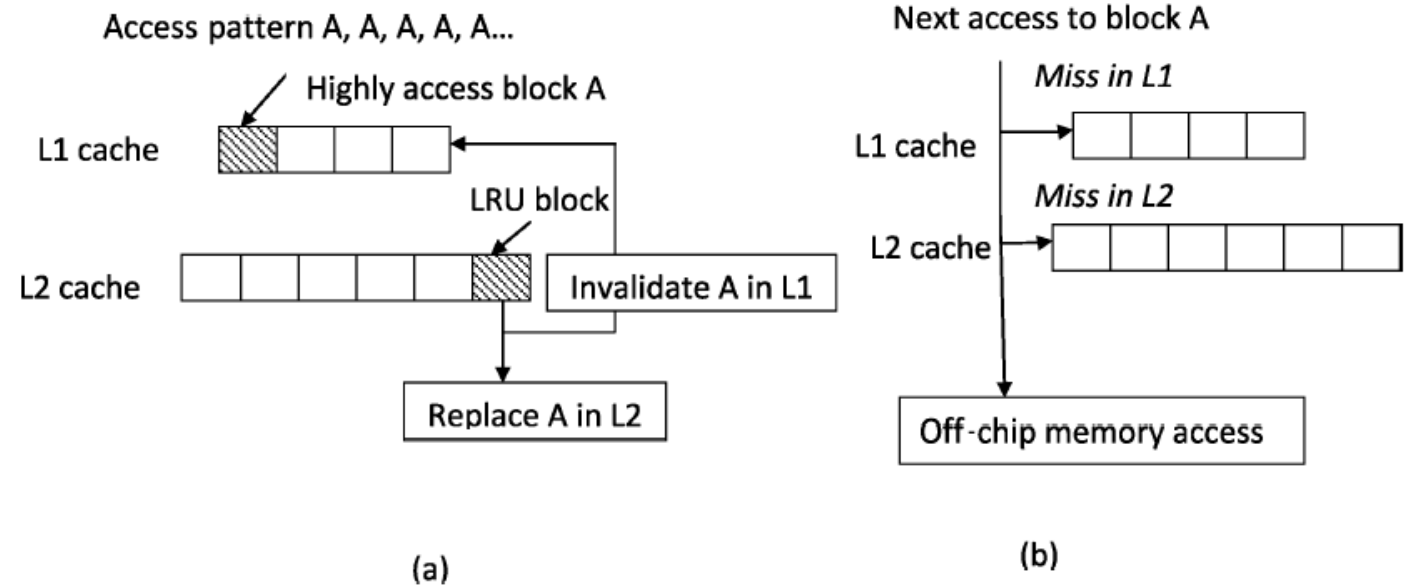 Access pattern A, A, A, A, A...
Highly access block A
L1 cache
LRU block
L2 cache
Invalidate A in L1
Replace A in L2
(a)
Next access to block A
Miss in L1
L1 cache
Miss in L2
L2 cache
Off-chip memory access
(b)